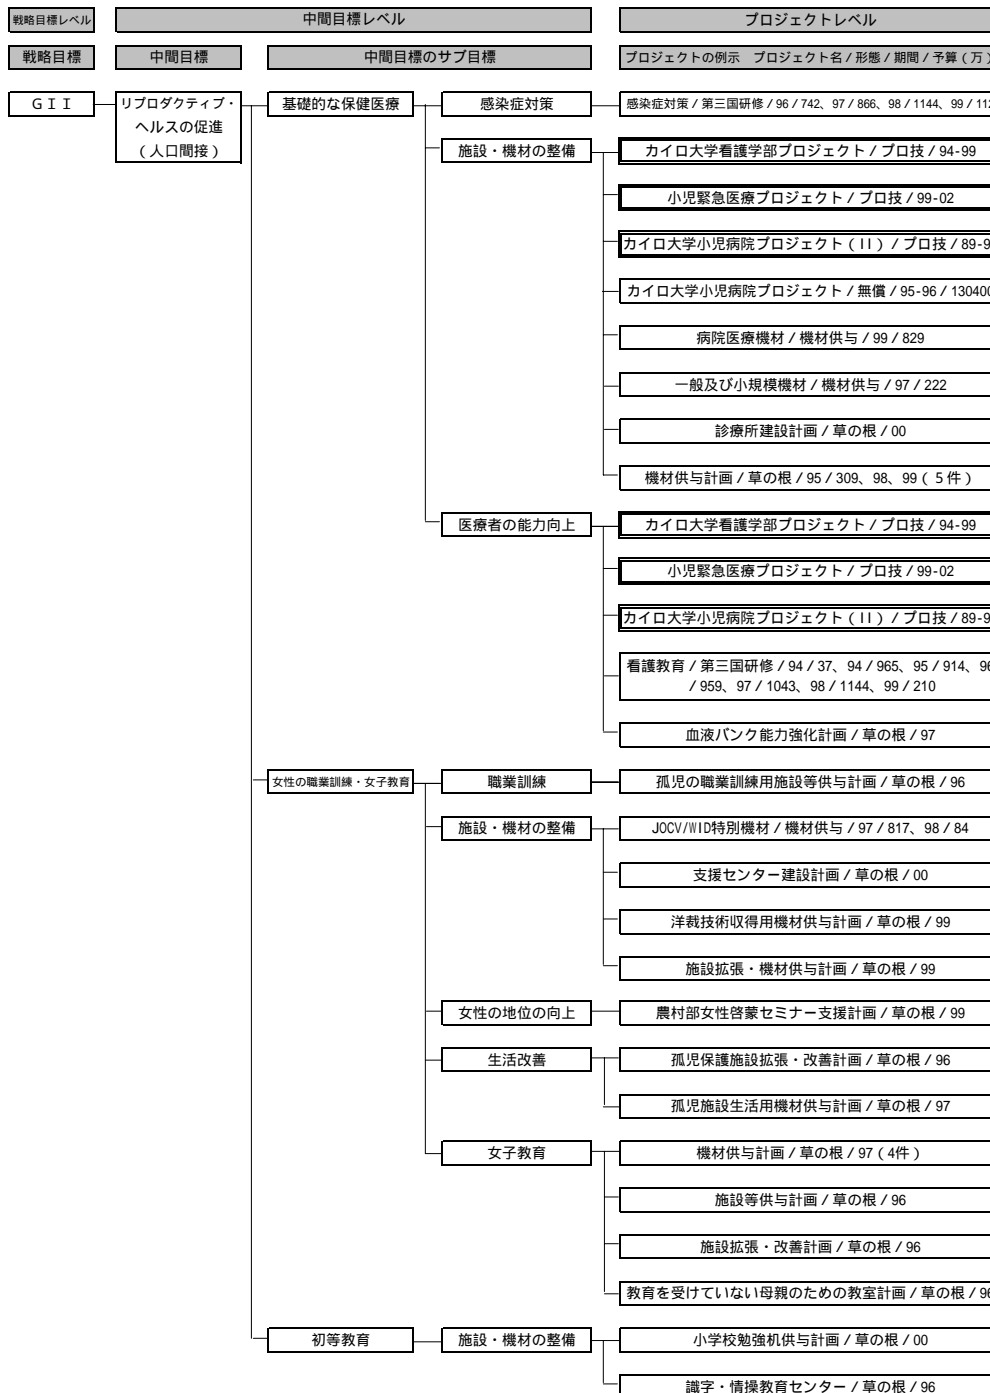 戦略目標レベル 中間目標レベル プロジェクトレベル
戦略目標 中間目標 中間目標のサブ目標 プロジェクトの例示 プロジェクト名/形態/期間/予算(万)
GII リプロダクティブ・ 基礎的な保健医療 感染症対策 感染症対策/第三国研修/96/742、97/866、98/1144、99/
ヘルスの促進
(人口間接) 施設・機材の整備 カイロ大学看護学部プロジェクト/プロ技/94-99
小児緊急医療プロジェクト/プロ技/99-02
カイロ大学小児病院プロジェクト(II)/プロ技/89-
カイロ大学小児病院プロジェクト/無償/95-96/130400
病院医療機材/機材供与/99/829
一般及び小規模機材/機材供与/97/222
診療所建設計画/草の根/00
機材供与計画/草の根/95/309、98、99(5件)
医療者の能力向上 カイロ大学看護学部プロジェクト/プロ技/94-99
小児緊急医療プロジェクト/プロ技/99-02
カイロ大学小児病院プロジェクト(II)/プロ技/89-
看護教育/第三国研修/94/37、94/965、95/914、96
/959、97/1043、98/1144、99/210
血液バンク能力強化計画/草の根/97
女性の職業訓練・女子教育 職業訓練 孤児の職業訓練用施設等供与計画/草の根/96
施設・機材の整備 JOCV/WID特別機材/機材供与/97/817、98/84
支援センター建設計画/草の根/00
洋裁技術収得用機材供与計画/草の根/99
施設拡張・機材供与計画/草の根/99
女性の地位の向上 農村部女性啓蒙セミナー支援計画/草の根/99
生活改善 孤児保護施設拡張・改善計画/草の根/96
孤児施設生活用機材供与計画/草の根/97
女子教育 機材供与計画/草の根/97(4件)
施設等供与計画/草の根/96
施設拡張・改善計画/草の根/96
教育を受けていない母親のための教室計画/草の根/96
初等教育 施設・機材の整備 小学校勉強机供与計画/草の根/00
識字・情操教育センター/草の根/96